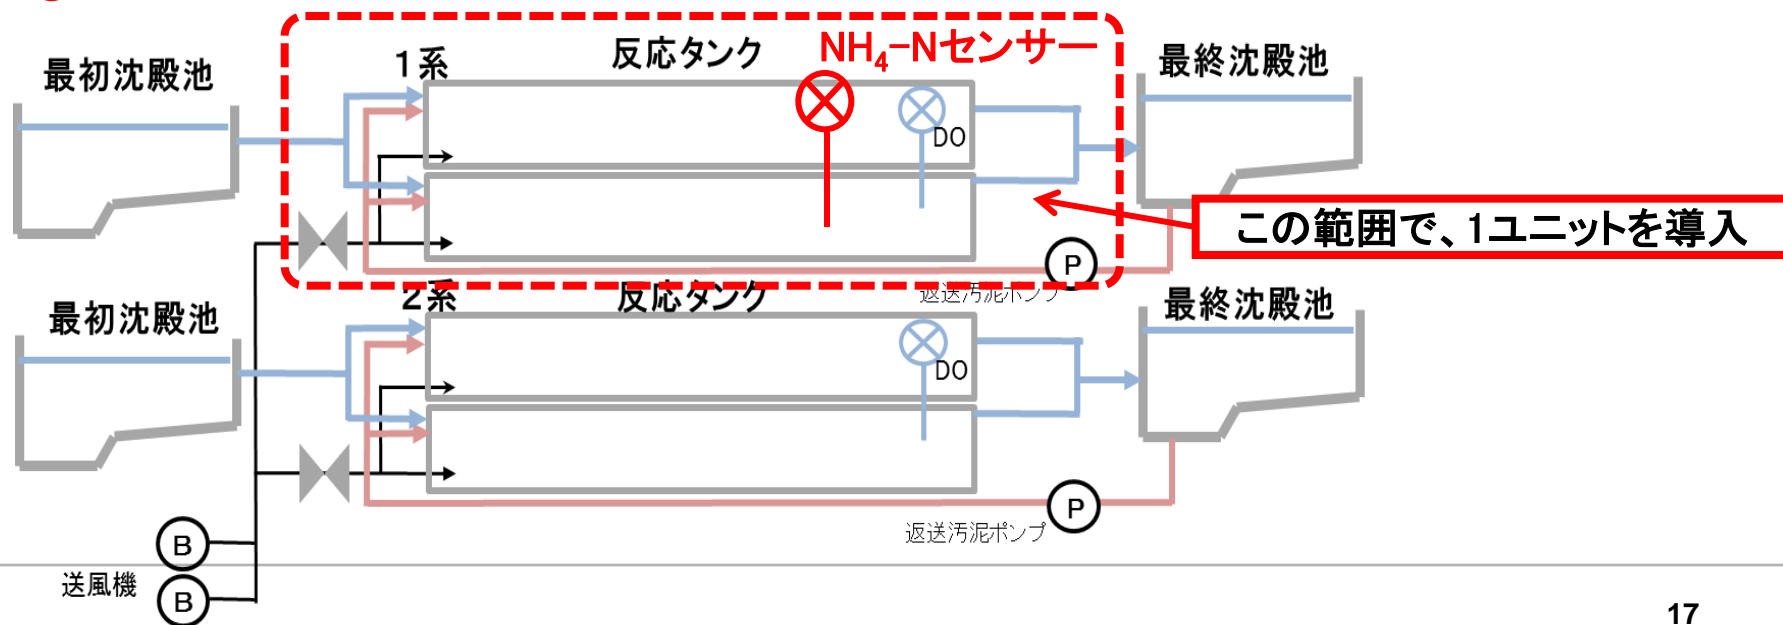 反応タンク
NH4-Nセンサー
1系
最初沈殿池
最終沈殿池
DO
この範囲で、1ユニットを導入
P
返送汚泥ポンプ
2系
反応タンク
最初沈殿池
最終沈殿池
DO
P
返送汚泥ポンプ
B
送風機
B
17